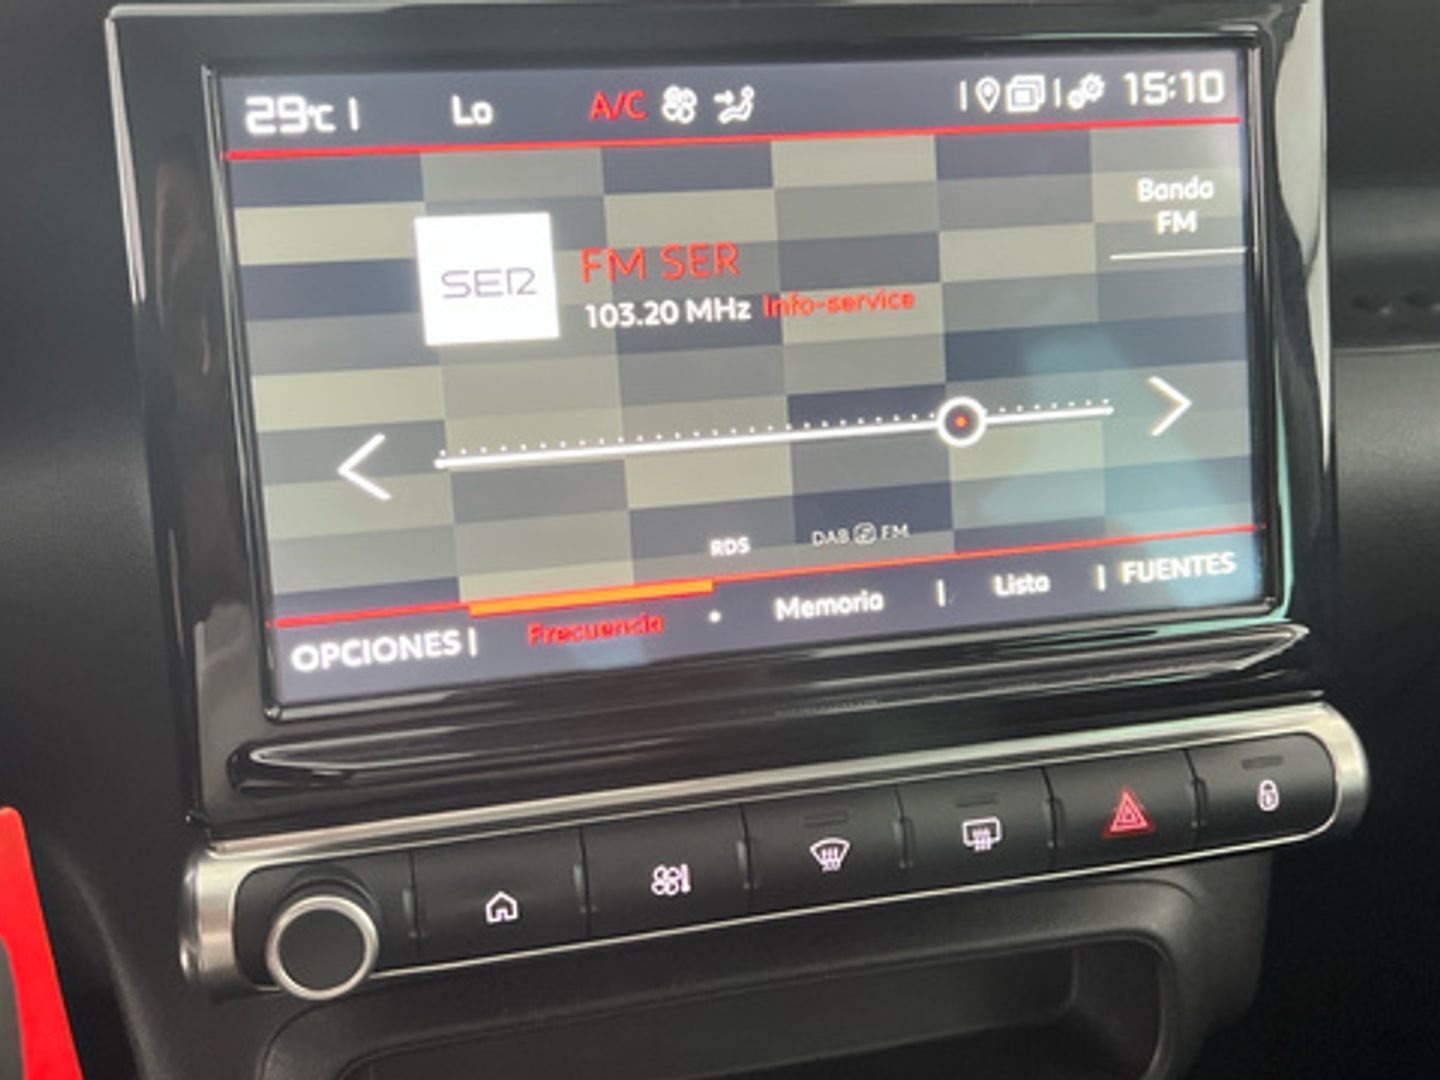 29°C | Lo A/C 15:10
Banda
FM
SER
FM SER
103.20 MHz Info-service
RDS DAB FM
OPCIONES | Frecuencia Memoria | Lista | FUENTES